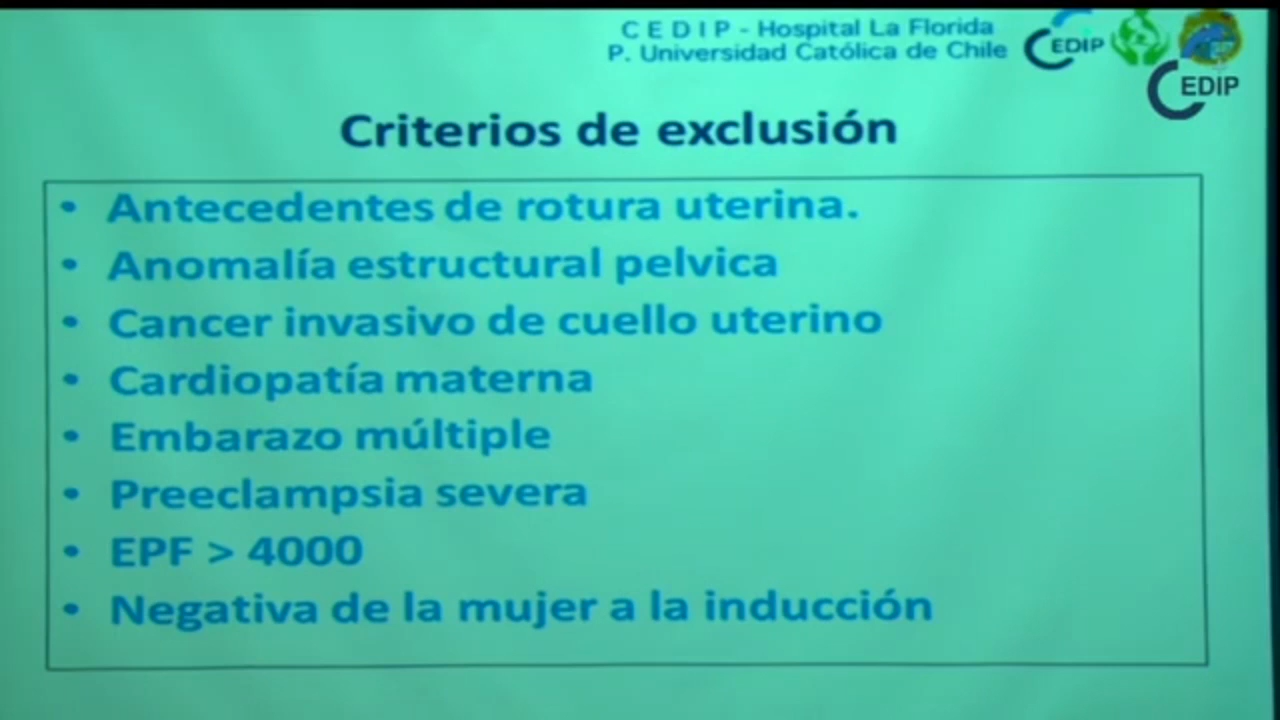 C E D I P - Hospital La Florida
P. Universidad Católica de Chile
CEDIP
CEDIP
Criterios de exclusión
• Antecedentes de rotura uterina.
• Anomalía estructural pelvica
• Cancer invasivo de cuello uterino
• Cardiopatía materna
• Embarazo múltiple
• Preeclampsia severa
• EPF > 4000
• Negativa de la mujer a la inducción